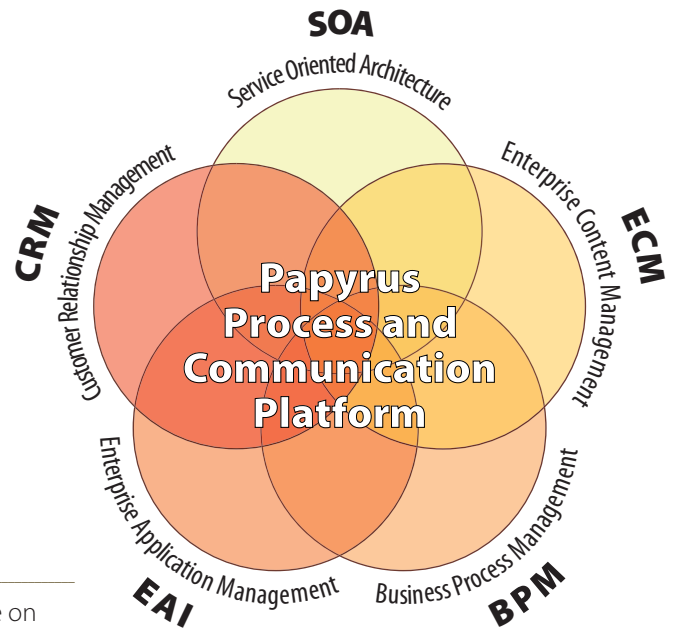 SOA
Service Oriented Architecture
CRM
Customer Relationship Management
Enterprise Content Management
ECM
Papyrus
Process and
Communication
Platform
Enterprise Application Management
EAI
Business Process Management
BPM
e on